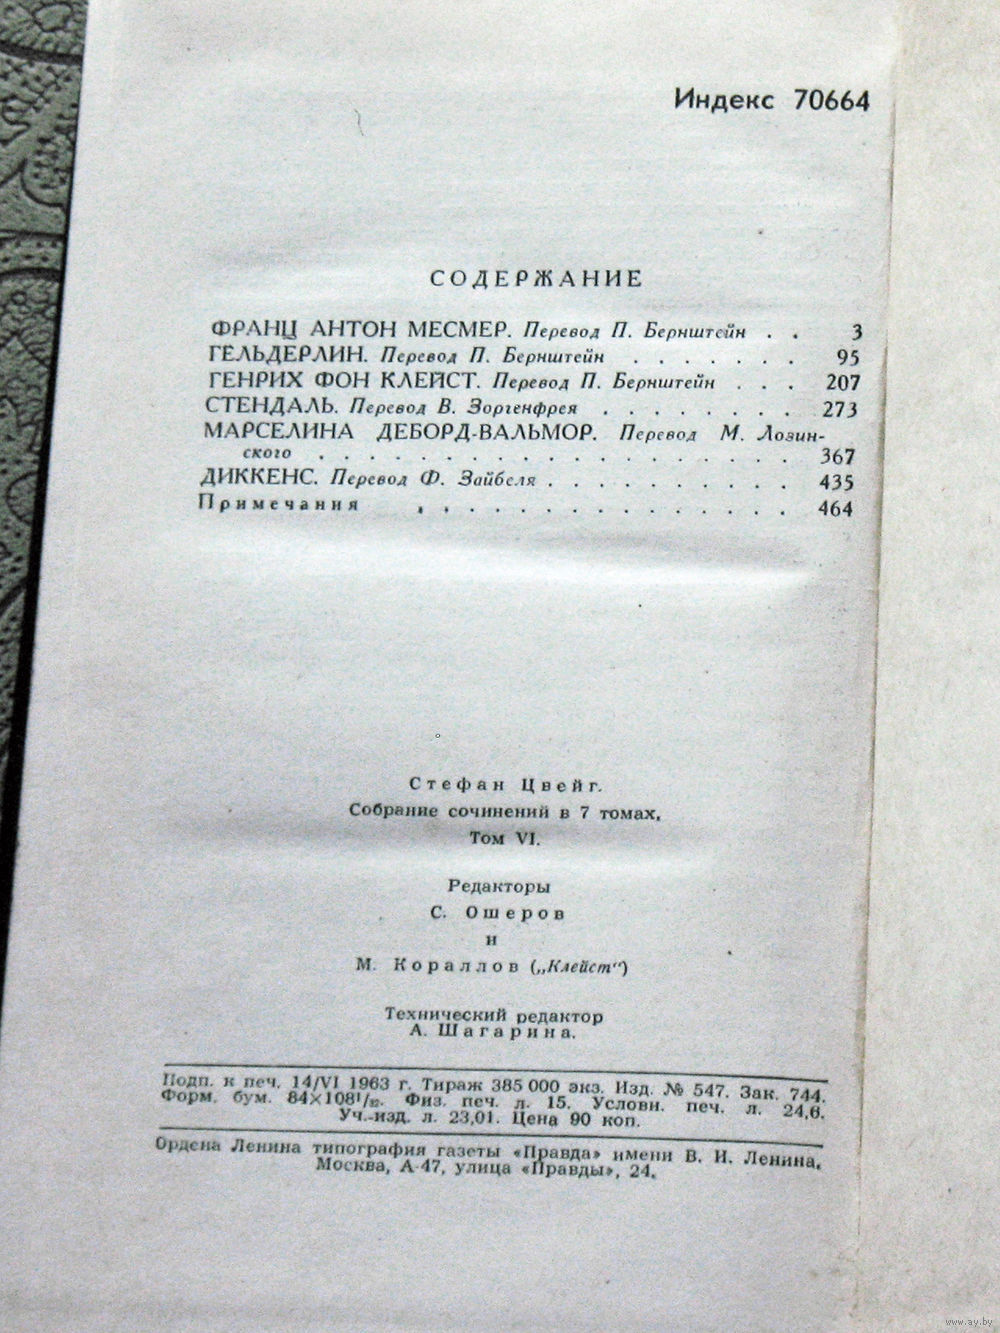 Индекс 70664
СОДЕРЖАНИЕ
ФРАНЦ АНТОН МЕСМЕР. Перевод П. Бернштейн . . 3
ГЕЛЬДЕРЛИН. Перевод П. Бернштейн . . . . . . . 95
ГЕНРИХ ФОН КЛЕЙСТ. Перевод П. Бернштейн . . . 207
СТЕНДАЛЬ. Перевод В. Зоргенфрея . . . . . . . . 273
МАРСЕЛИНА ДЕБОРД-ВАЛЬМОР. Перевод М. Лозин-
ского . . . . . . . . . . . . . . . . . . . 367
ДИККЕНС. Перевод Ф. Зайбеля . . . . . . . . . . 435
Примечания . . . . . . . . . . . . . . . 464
Стефан Цвейг.
Собрание сочинений в 7 томах.
Том VI.
Редакторы
С. Ошеров
и
М. Кораллов („Клейст“)
Технический редактор
А. Шагарина.
Подп. к печ. 14/VI 1963 г. Тираж 385 000 экз. Изд. № 547. Зак. 744.
Форм. бум. 84×108¹/₃₂. Физ. печ. л. 15. Условн. печ. л. 24,6.
Уч.-изд. л. 23,01. Цена 90 коп.
Ордена Ленина типография газеты «Правда» имени В. И. Ленина.
Москва, А-47, улица «Правды», 24.
www.ay.by